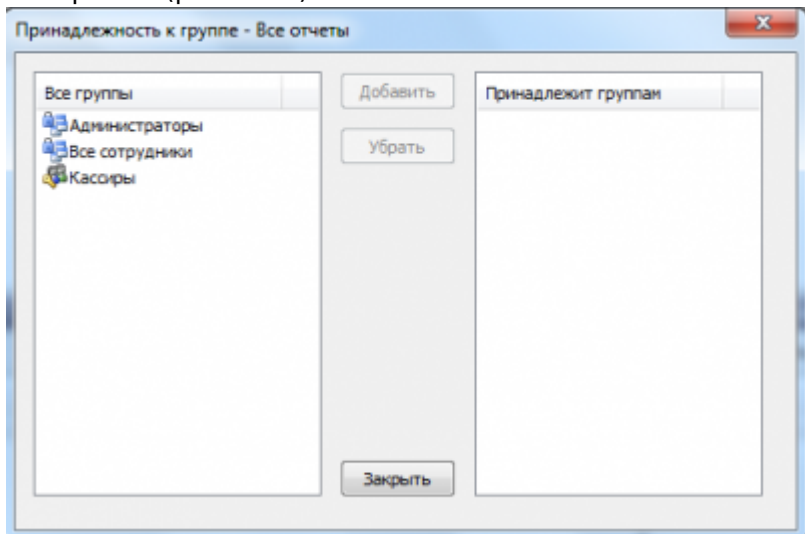 Принадлежность к группе - Все отчеты
Все группы
Добавить
Принадлежит группам
Администраторы
Все сотрудники
Убрать
Кассиры
Закрыть